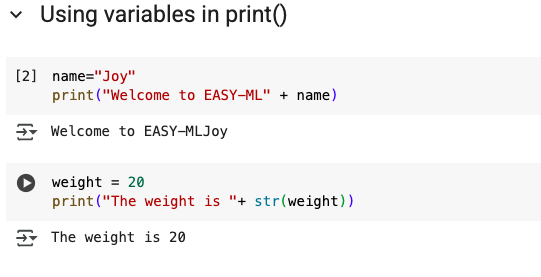 Using variables in print()
[2] name="Joy"
print("Welcome to EASY-ML" + name)
Welcome to EASY-MLJoy
weight = 20
print("The weight is "+ str(weight))
The weight is 20